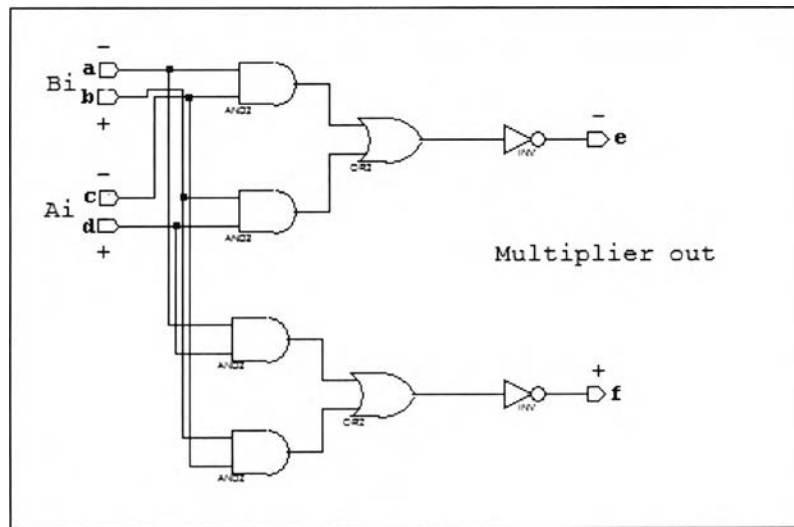 −
Bi a
b
+
AND2
−
c
Ai d
+
AND2
OR2
INV
−
e
Multiplier out
AND2
AND2
OR2
INV
+
f